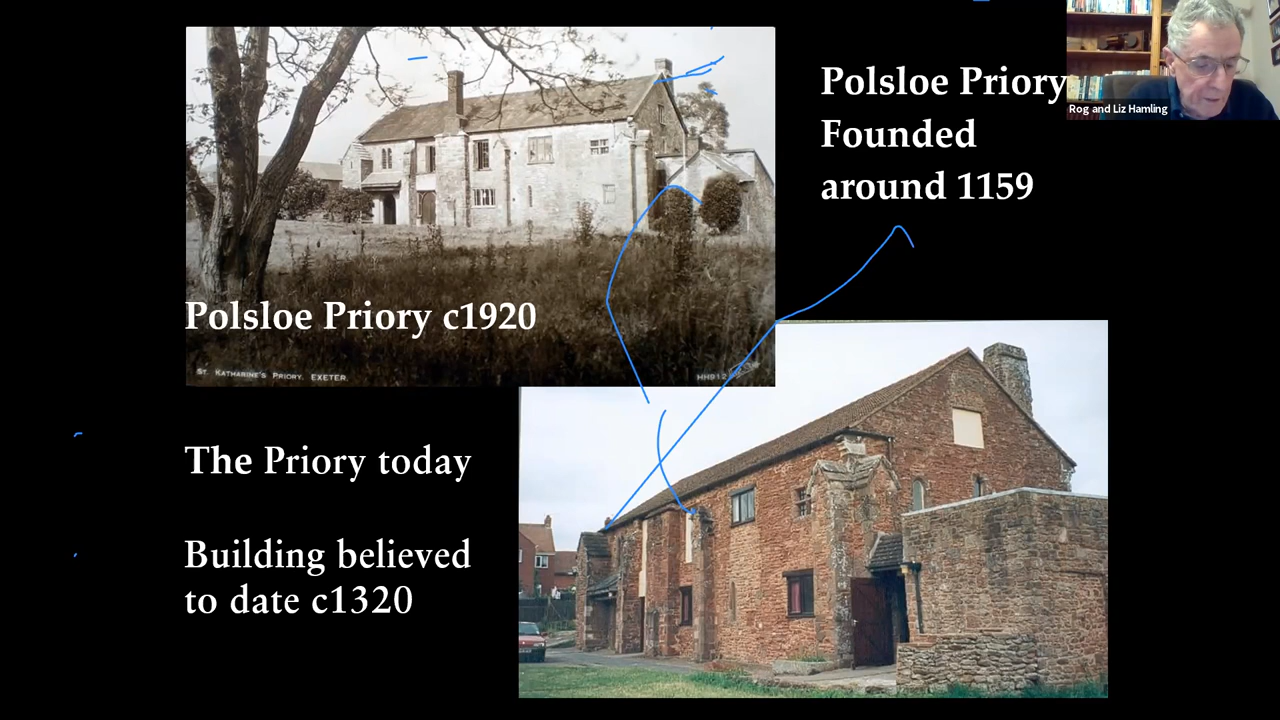 Polsloe Priory
Founded
around 1159
Rog and Liz Hamling
Polsloe Priory c1920
ST. KATHARINE'S PRIORY. EXETER.
The Priory today
Building believed
to date c1320